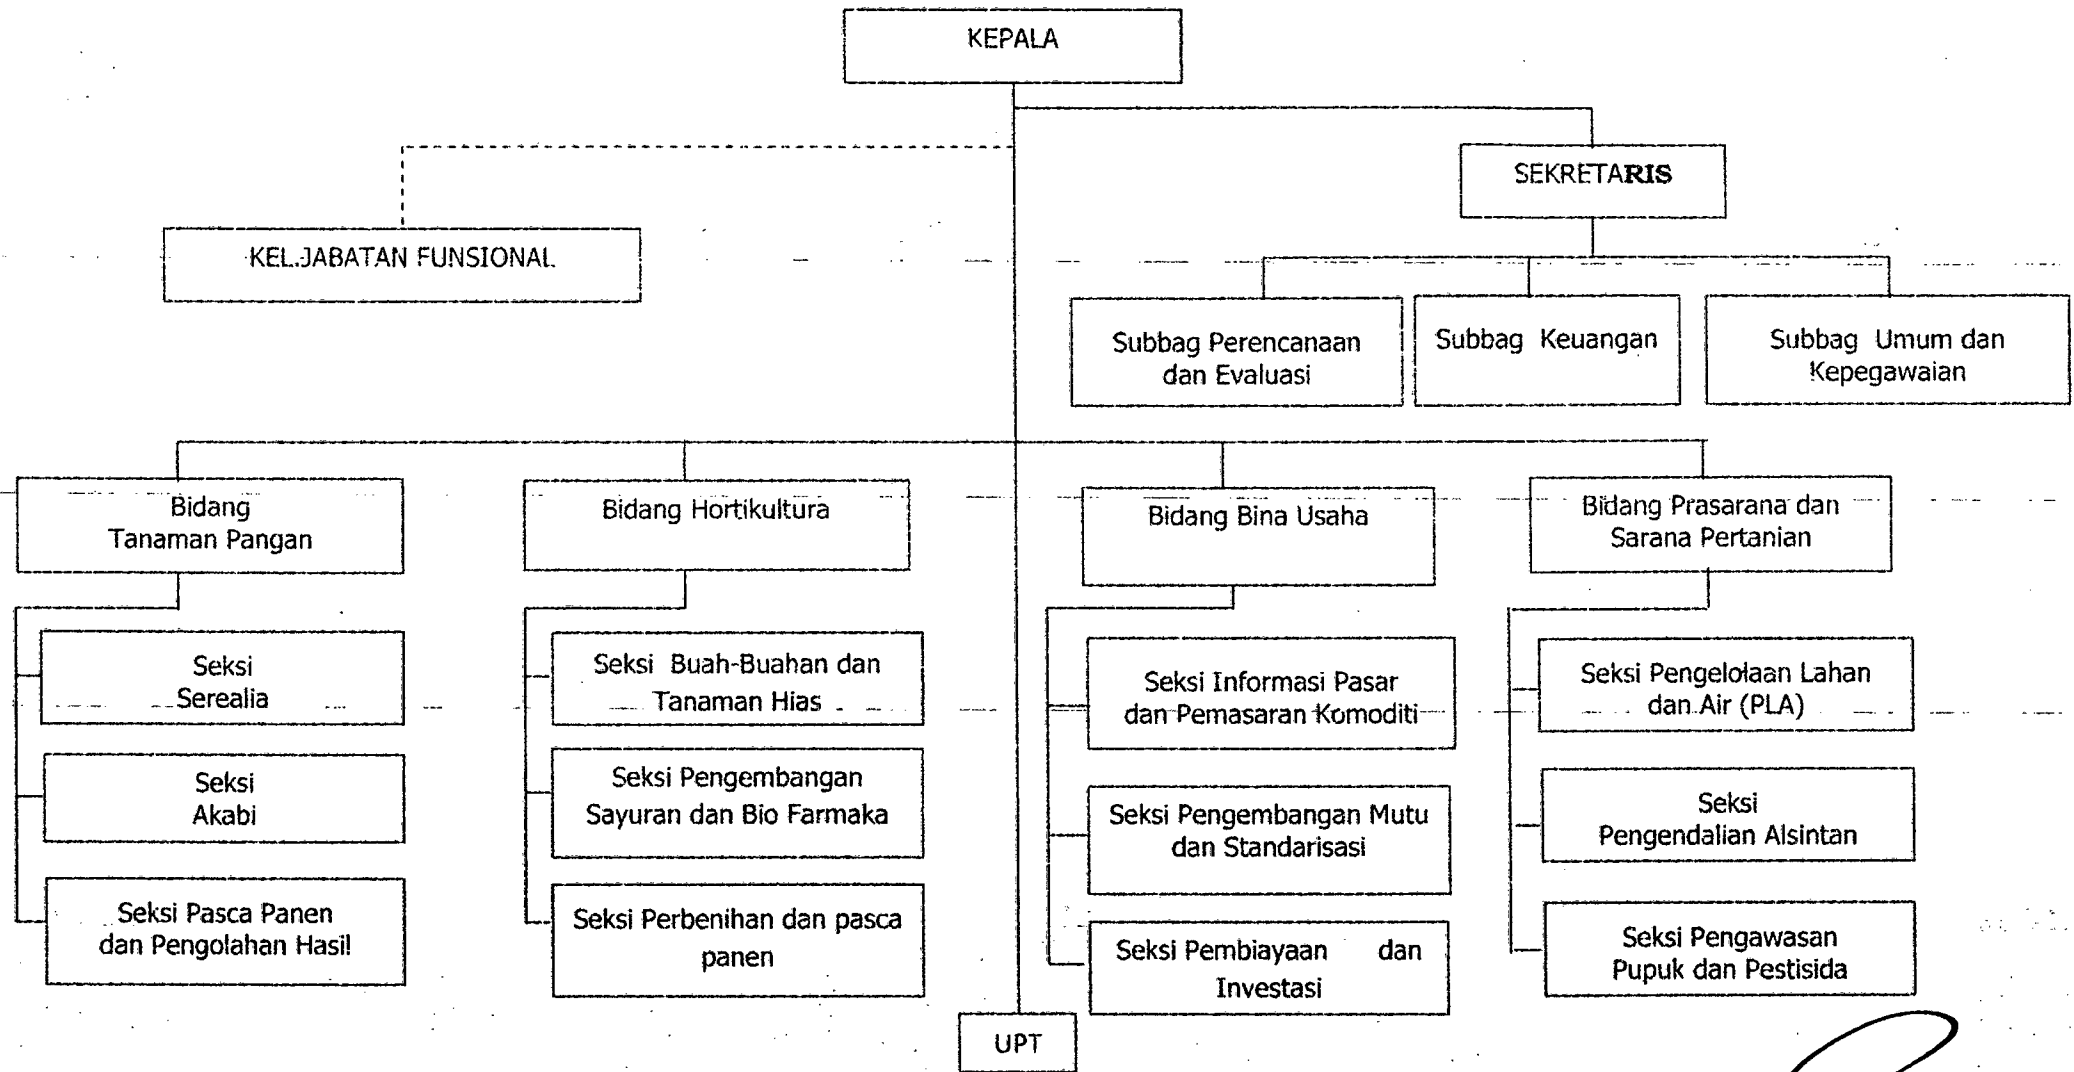 KEPALA
SEKRETARIS
KEL.JABATAN FUNSIONAL
Subbag Perencanaan
dan Evaluasi
Subbag Keuangan
Subbag Umum dan
Kepegawaian
Bidang
Tanaman Pangan
Bidang Hortikultura
Bidang Bina Usaha
Bidang Prasarana dan
Sarana Pertanian
Seksi
Serealia
Seksi
Akabi
Seksi Pasca Panen
dan Pengolahan Hasil
Seksi Buah-Buahan dan
Tanaman Hias
Seksi Pengembangan
Sayuran dan Bio Farmaka
Seksi Perbenihan dan pasca
panen
Seksi Informasi Pasar
dan Pemasaran Komoditi
Seksi Pengembangan Mutu
dan Standarisasi
Seksi Pembiayaan dan
Investasi
Seksi Pengelolaan Lahan
dan Air (PLA)
Seksi
Pengendalian Alsintan
Seksi Pengawasan
Pupuk dan Pestisida
UPT